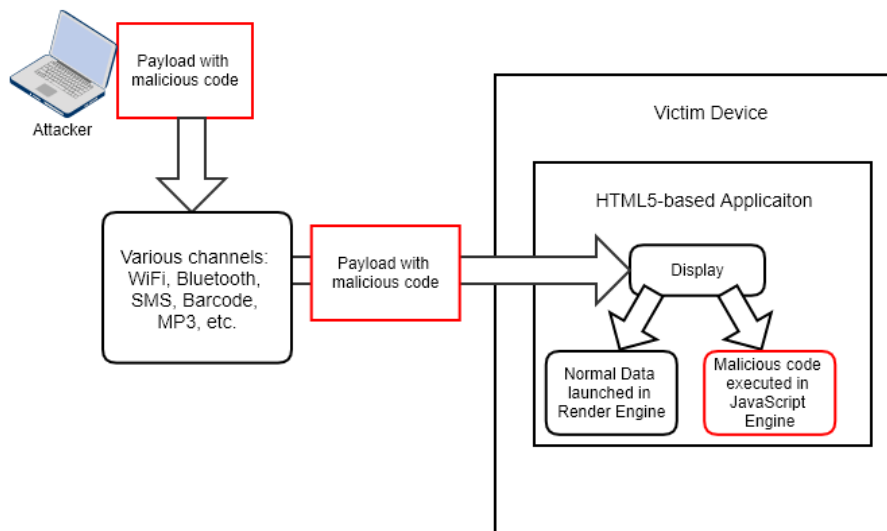 Payload with
malicious code
Attacker
Victim Device
HTML5-based Applicaiton
Various channels:
WiFi, Bluetooth,
SMS, Barcode,
MP3, etc.
Payload with
malicious code
Display
Normal Data
launched in
Render Engine
Malicious code
executed in
JavaScript
Engine